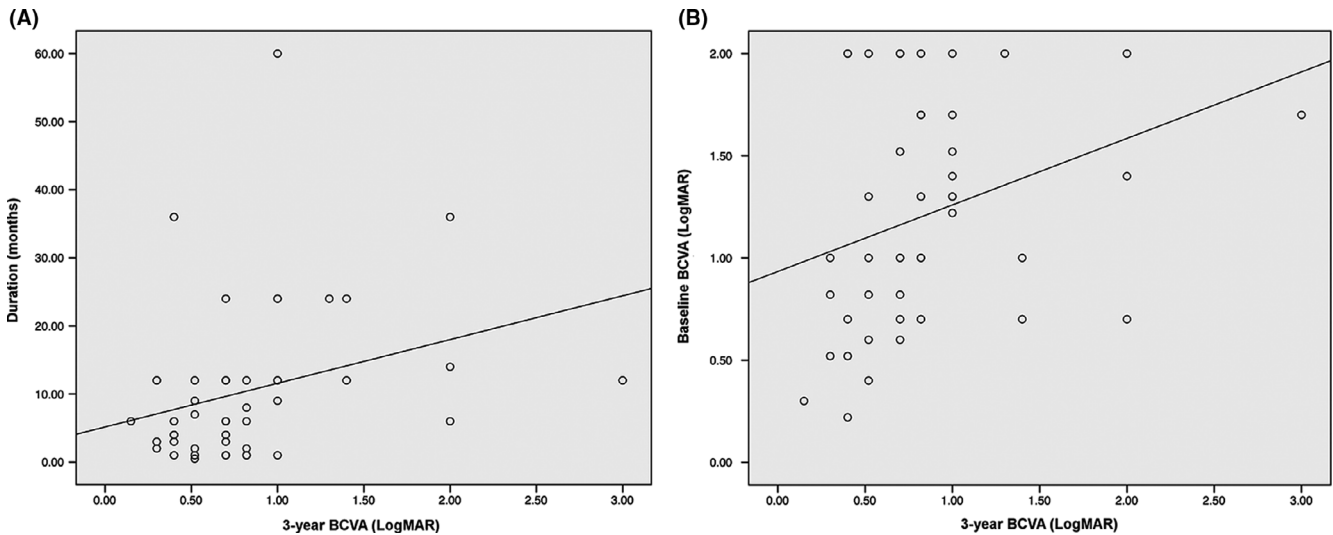 (A)
60.00
50.00
40.00
30.00
20.00
10.00
0.00
Duration (months)
0.00 0.50 1.00 1.50 2.00 2.50 3.00
3-year BCVA (LogMAR)
(B)
2.00
1.50
1.00
0.50
0.00
Baseline BCVA (LogMAR)
0.00 0.50 1.00 1.50 2.00 2.50 3.00
3-year BCVA (LogMAR)